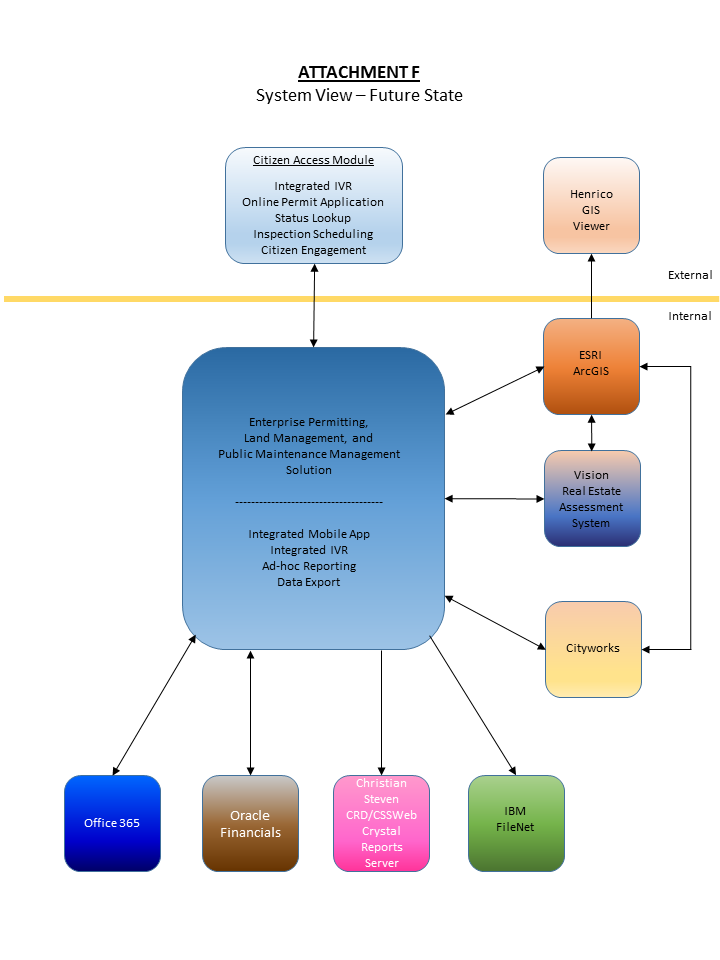 ATTACHMENT F
System View – Future State
Citizen Access Module
Integrated IVR
Online Permit Application
Status Lookup
Inspection Scheduling
Citizen Engagement
Henrico
GIS
Viewer
External
Internal
ESRI
ArcGIS
Enterprise Permitting,
Land Management, and
Public Maintenance Management
Solution
-------------------------------------
Integrated Mobile App
Integrated IVR
Ad-hoc Reporting
Data Export
Vision
Real Estate
Assessment
System
Cityworks
Office 365
Oracle
Financials
Christian
Steven
CRD/CSSWeb
Crystal
Reports
Server
IBM
FileNet